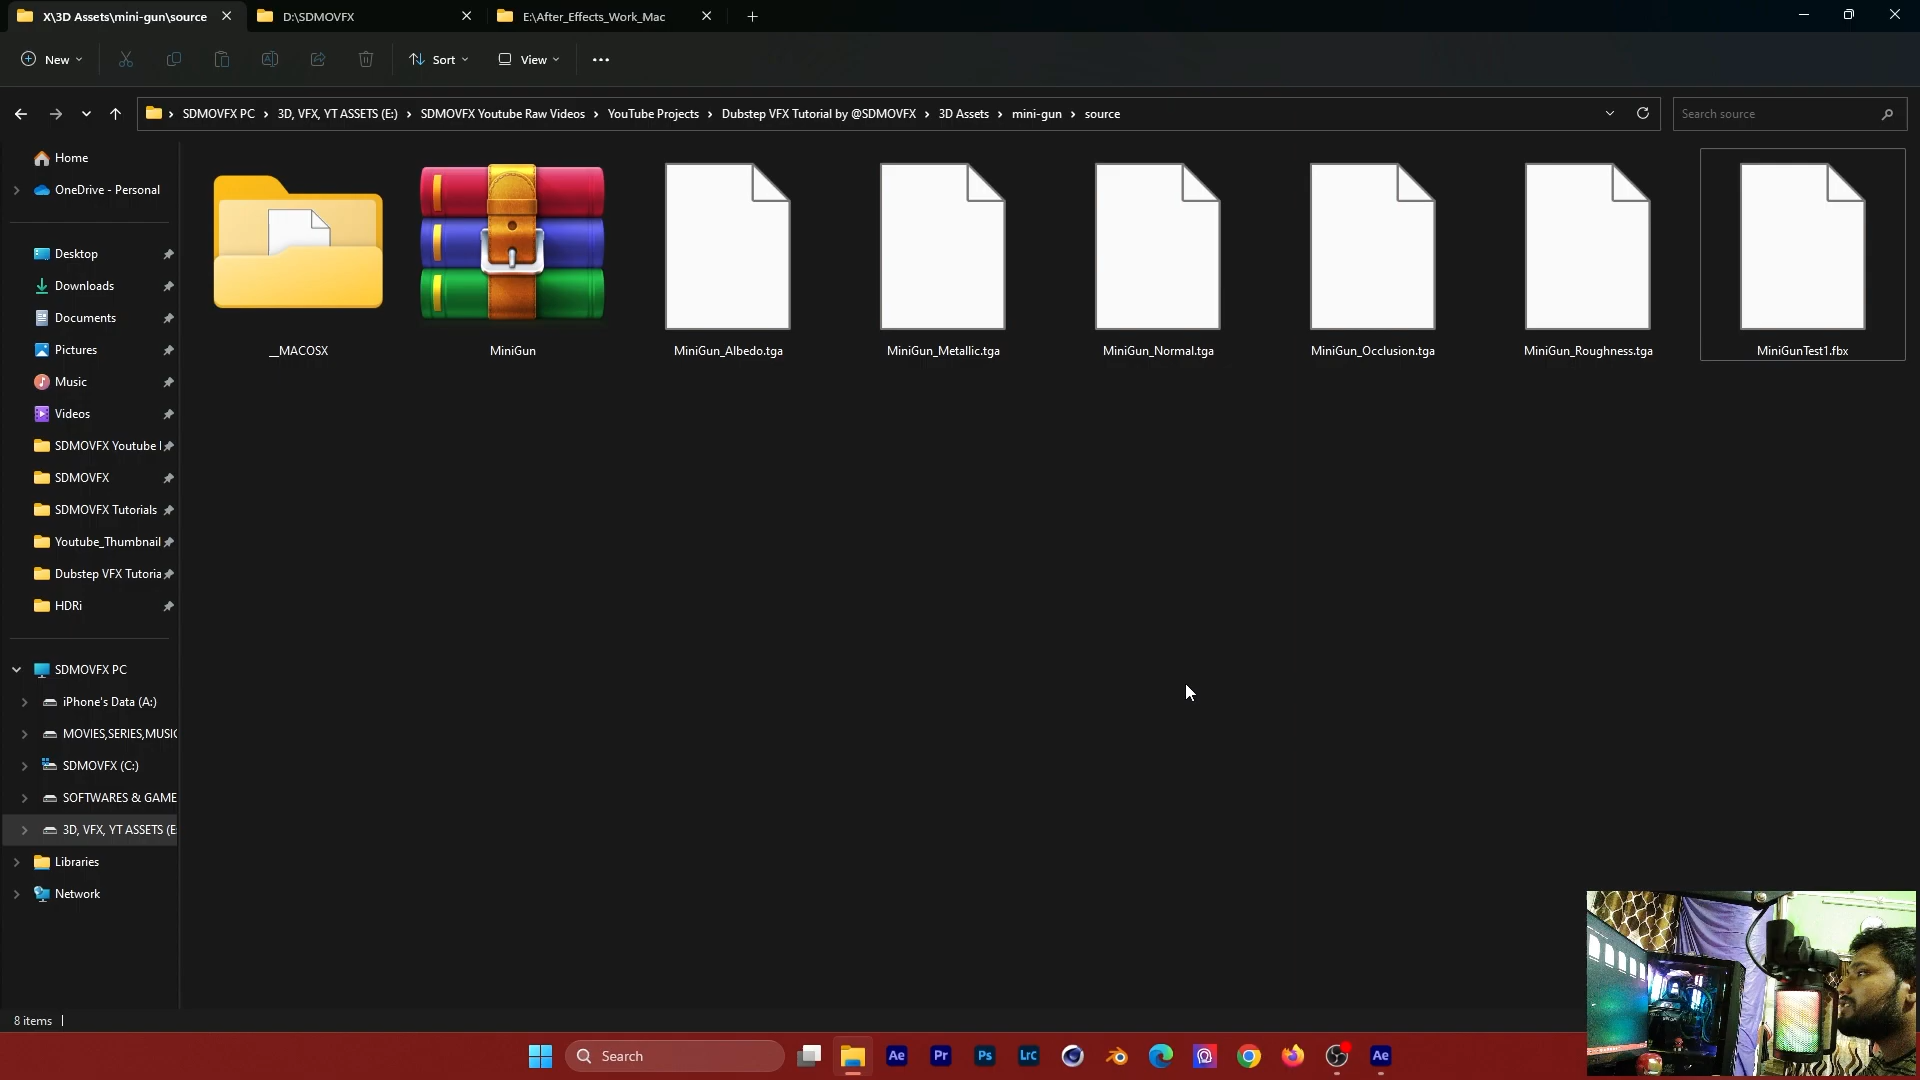 X\3D Assets\mini-gun\source
D:\SDMOVFX
E:\After_Effects_Work_Mac
New
Sort
View
SDMOVFX PC
3D, VFX, YT ASSETS (E:)
SDMOVFX Youtube Raw Videos
YouTube Projects
Dubstep VFX Tutorial by @SDMOVFX
3D Assets
mini-gun
source
Search source
Home
OneDrive - Personal
Desktop
Downloads
Documents
Pictures
Music
Videos
SDMOVFX Youtube
SDMOVFX
SDMOVFX Tutorials
Youtube_Thumbnail
Dubstep VFX Tutoria
HDRi
SDMOVFX PC
iPhone's Data (A:)
MOVIES,SERIES,MUSIC
SDMOVFX (C:)
SOFTWARES & GAME
3D, VFX, YT ASSETS (E:
Libraries
Network
__MACOSX
MiniGun
MiniGun_Albedo.tga
MiniGun_Metallic.tga
MiniGun_Normal.tga
MiniGun_Occlusion.tga
MiniGun_Roughness.tga
MiniGunTest1.fbx
8 items
Search
Ae
Pr
Ps
LrC
Ae